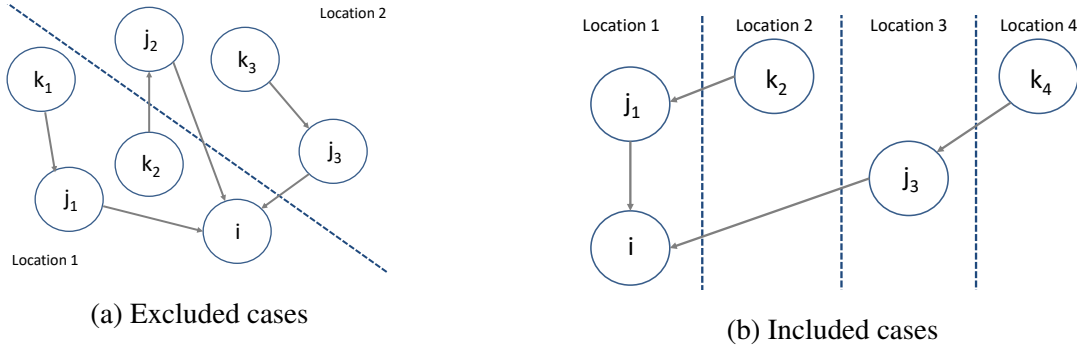 Location 2
j2
k3
k1
k2
j3
j1
i
Location 1
(a) Excluded cases
Location 1
Location 2
Location 3
Location 4
k2
k4
j1
j3
i
(b) Included cases